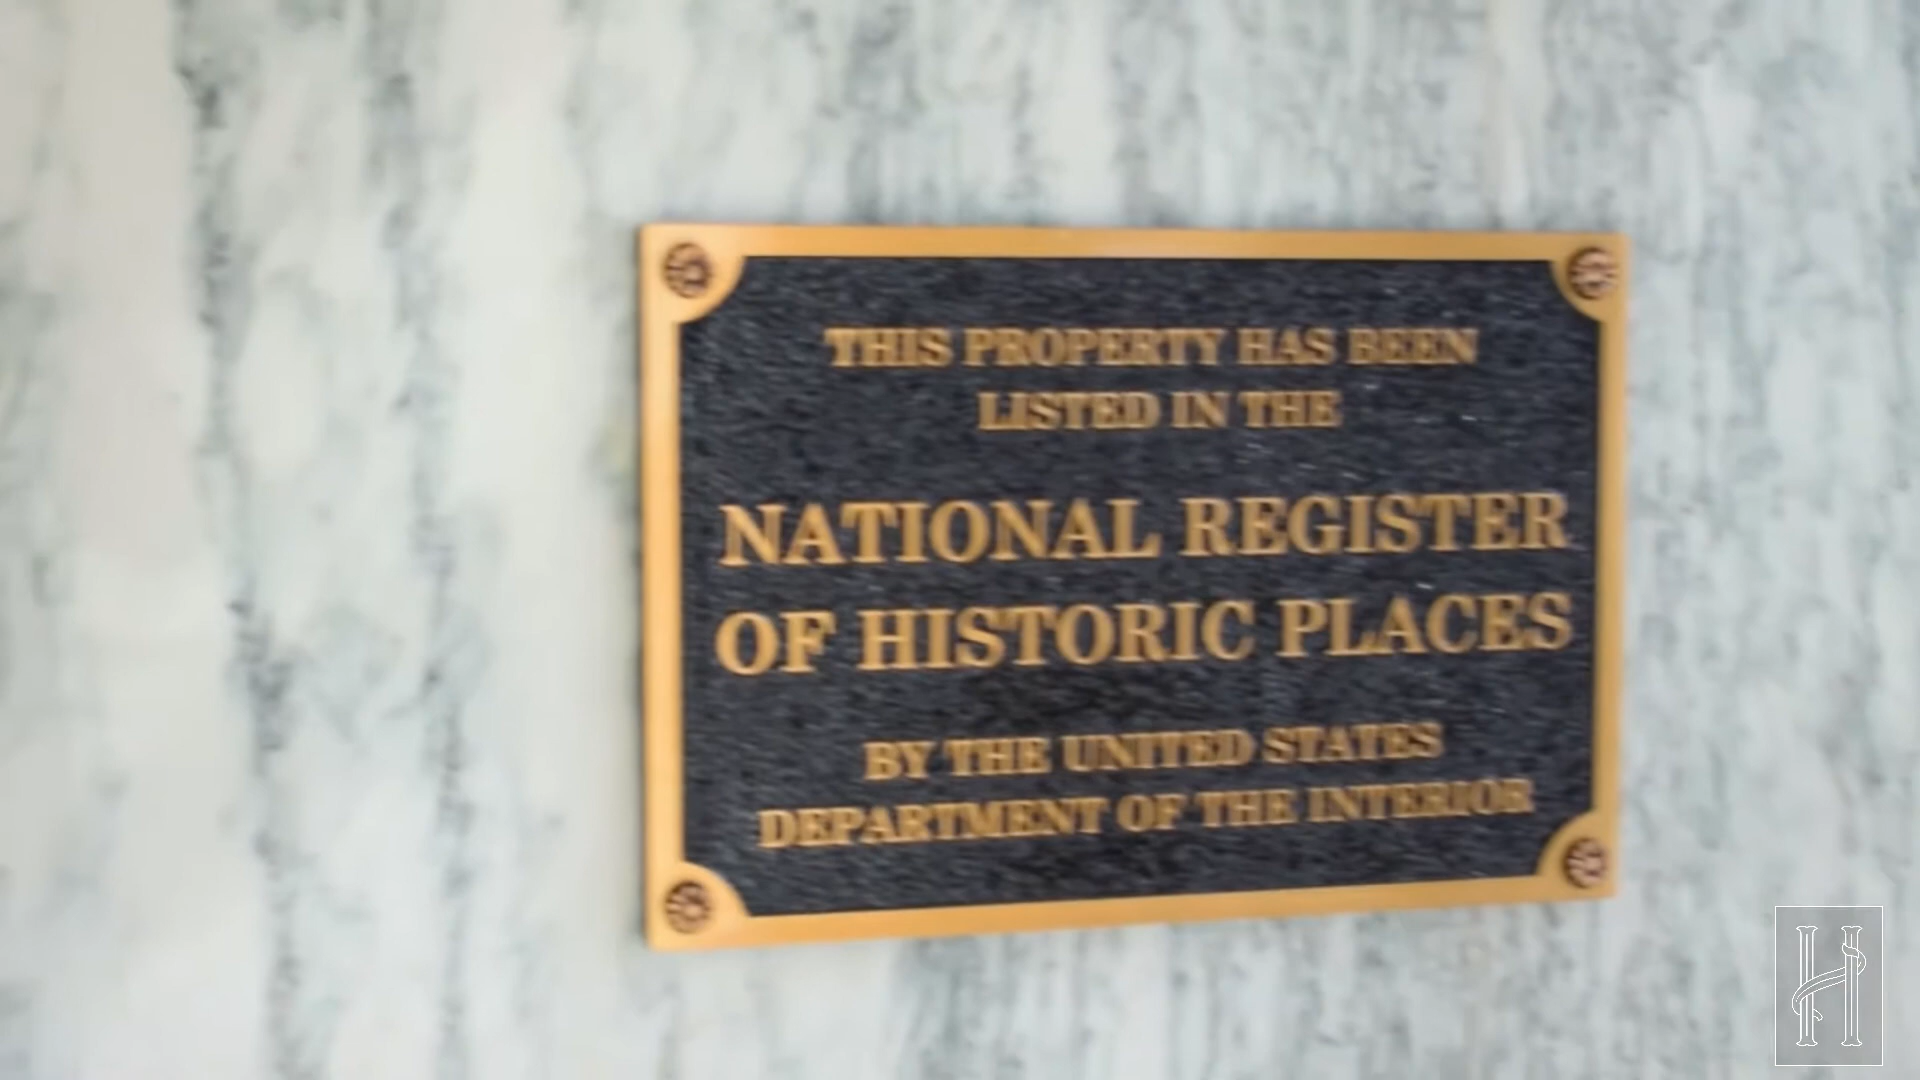 THIS PROPERTY HAS BEEN
LISTED IN THE
NATIONAL REGISTER
OF HISTORIC PLACES
BY THE UNITED STATES
DEPARTMENT OF THE INTERIOR
H